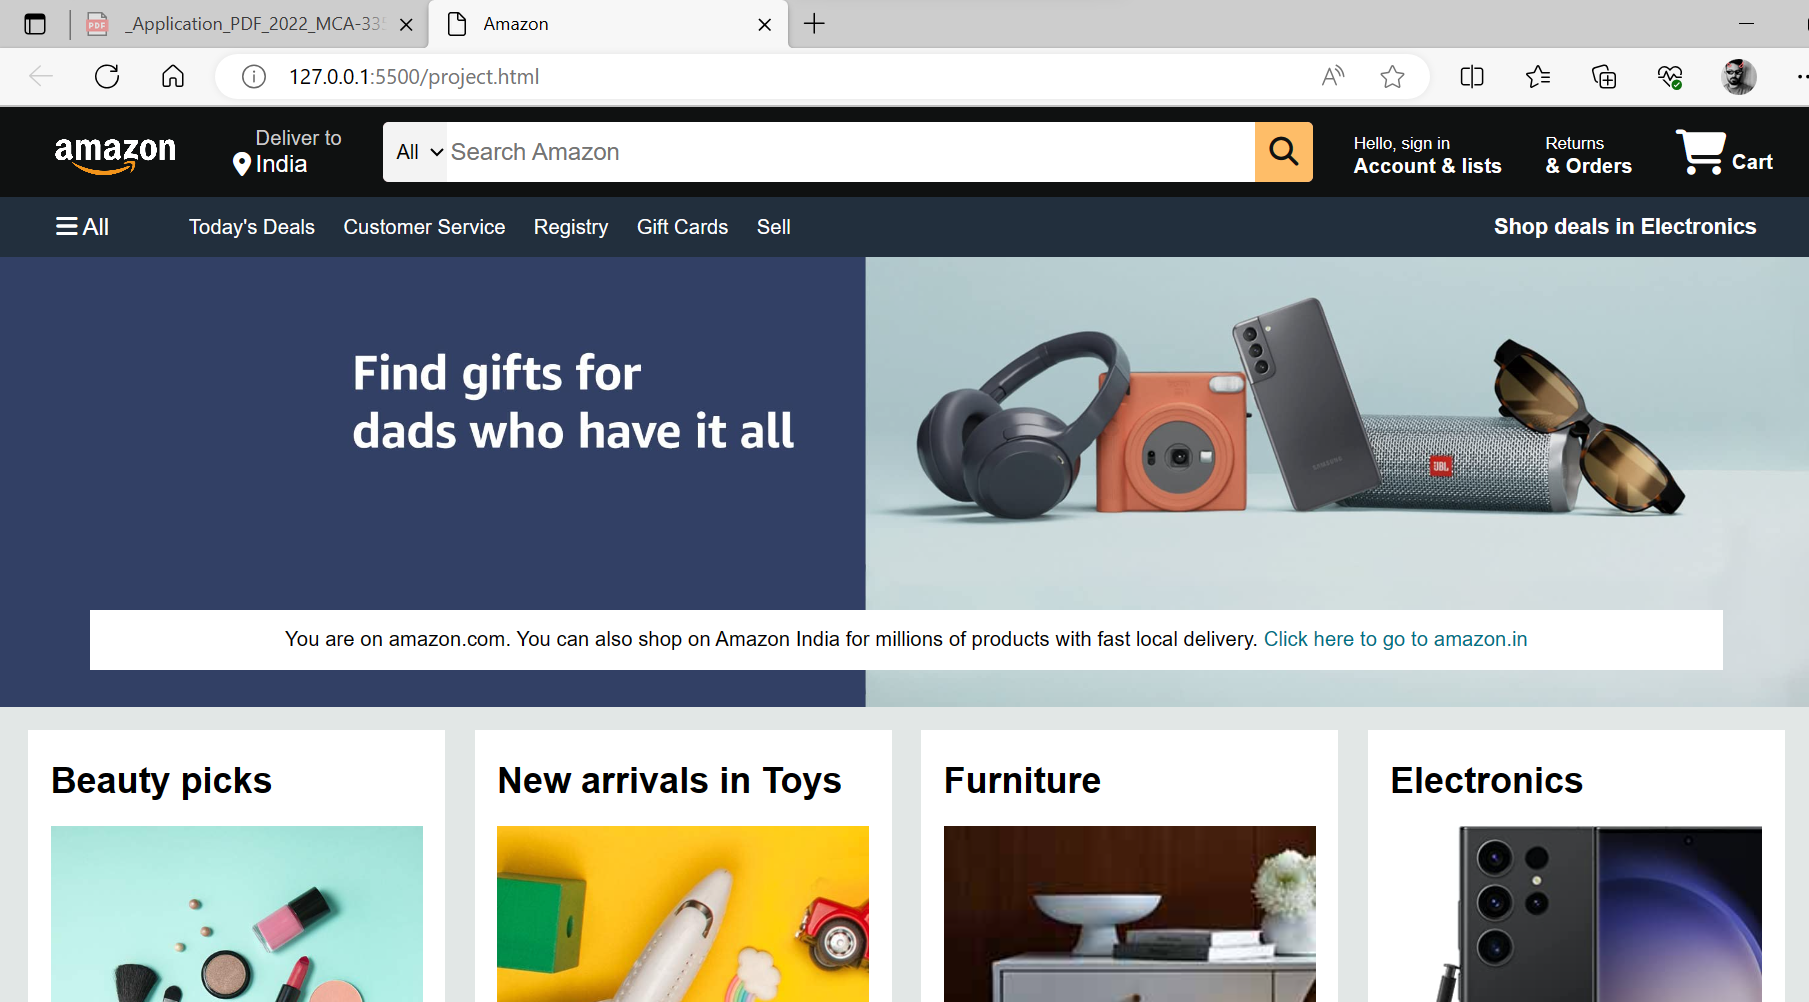 PDF _Application_PDF_2022_MCA-335
Amazon
127.0.0.1:5500/project.html
amazon
Deliver to
India
All
Search Amazon
Hello, sign in
Account & lists
Returns
& Orders
Cart
All
Today's Deals
Customer Service
Registry
Gift Cards
Sell
Shop deals in Electronics
Find gifts for
dads who have it all
SAMSUNG
JBL
You are on amazon.com. You can also shop on Amazon India for millions of products with fast local delivery. Click here to go to amazon.in
Beauty picks
New arrivals in Toys
Furniture
Electronics